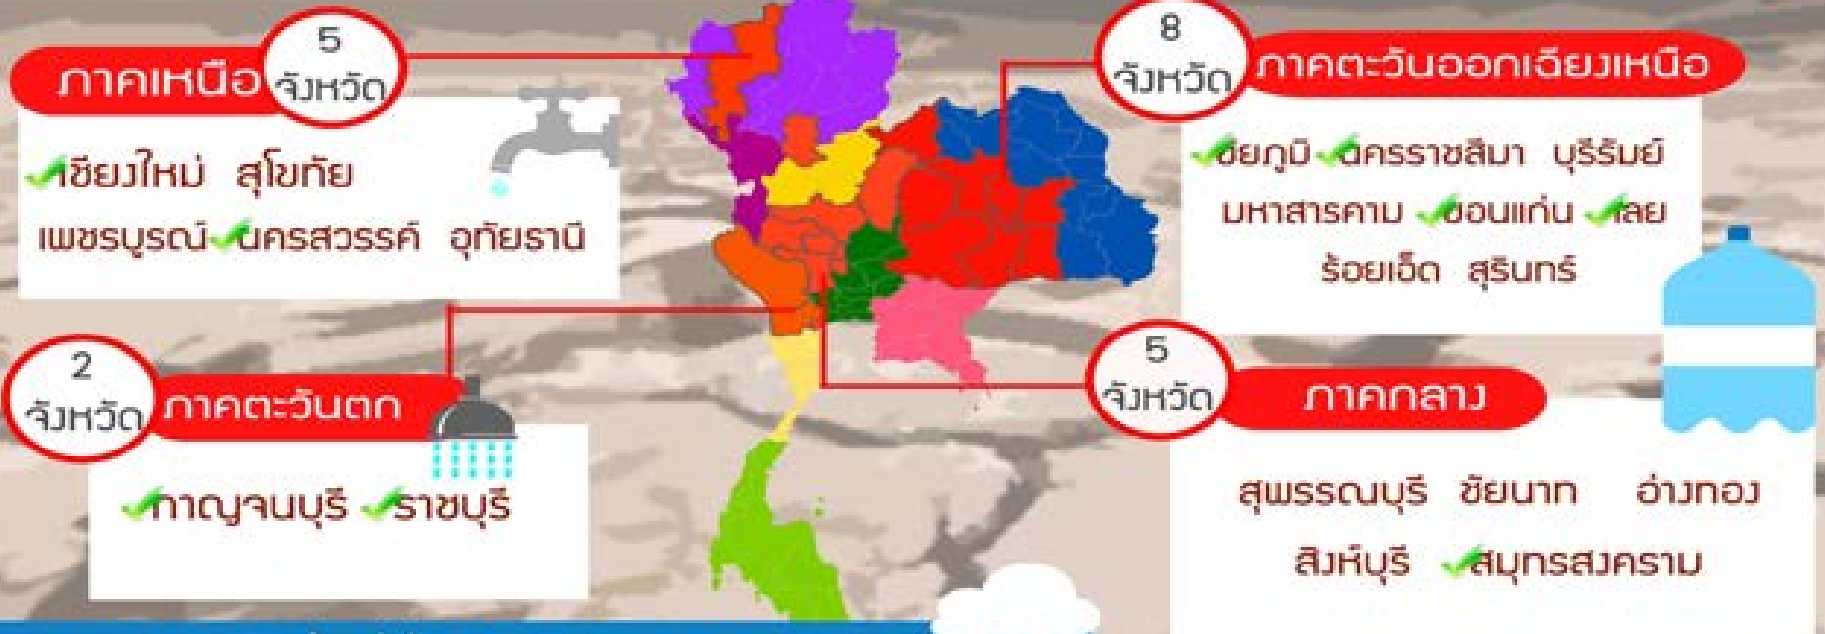 5
จังหวัด
ภาคเหนือ
เชียงใหม่ สุโขทัย
เพชรบูรณ์ นครสวรรค์ อุทัยธานี
8
จังหวัด
ภาคตะวันออกเฉียงเหนือ
ชัยภูมิ นครราชสีมา บุรีรัมย์
มหาสารคาม ขอนแก่น เลย
ร้อยเอ็ด สุรินทร์
2
จังหวัด
ภาคตะวันตก
กาญจนบุรี ราชบุรี
5
จังหวัด
ภาคกลาง
สุพรรณบุรี ชัยนาท อ่างทอง
สิงห์บุรี สมุทรสงคราม